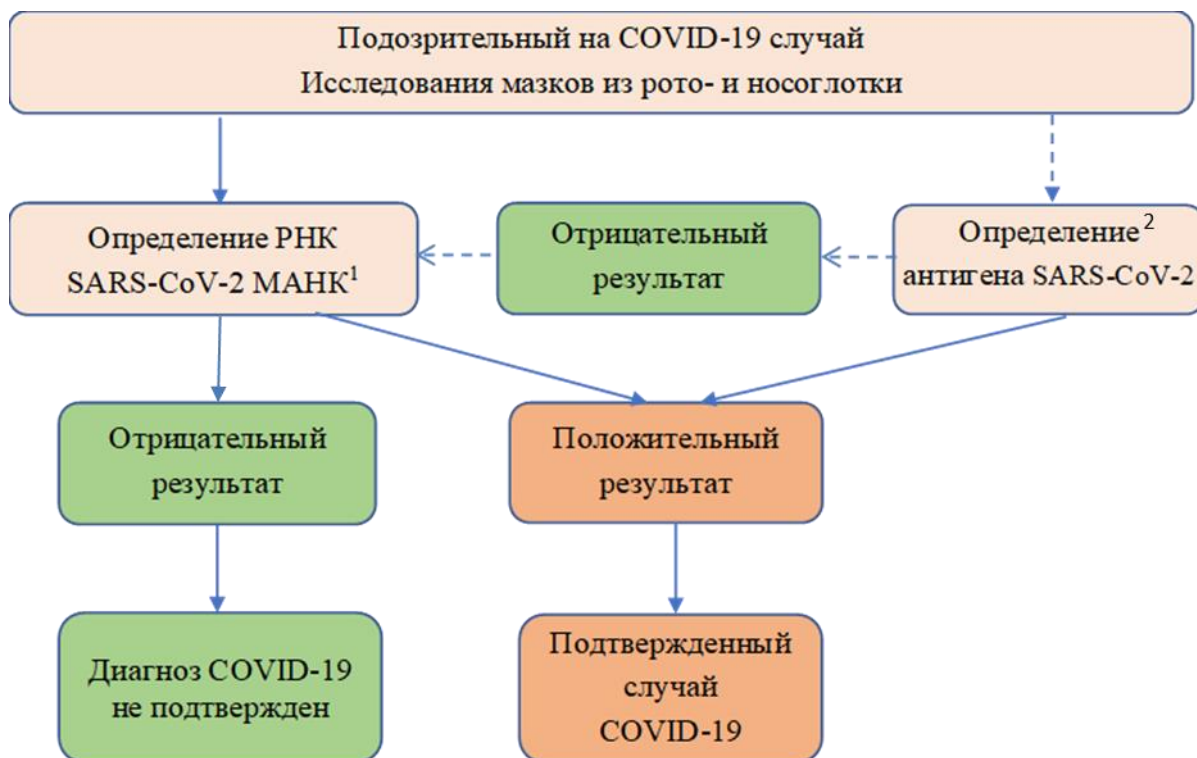 Подозрительный на COVID-19 случай
Исследования мазков из рото- и носоглотки
Определение РНК
SARS-CoV-2 МАНК¹
Отрицательный
результат
Определение²
антигена SARS-CoV-2
Отрицательный
результат
Положительный
результат
Диагноз COVID-19
не подтвержден
Подтвержденный
случай
COVID-19